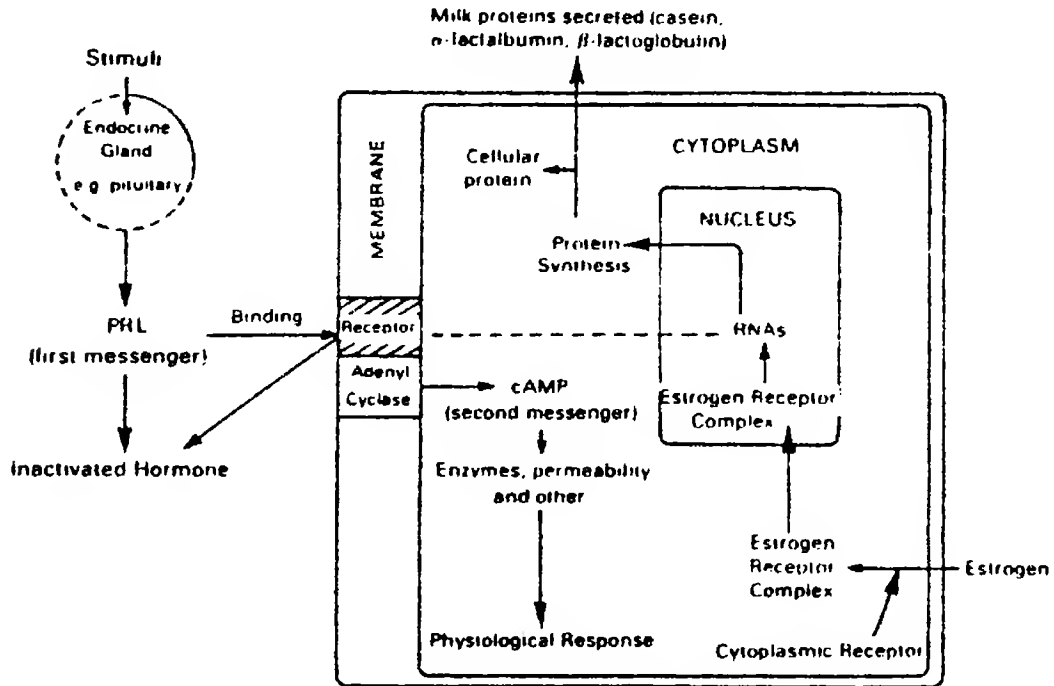 Milk proteins secreted (casein,
α-lactalbumin, β-lactoglobulin)
Stimuli
Endocrine
Gland
e.g. pituitary
PRL
(first messenger)
Inactivated Hormone
Binding
MEMBRANE
Receptor
Adenyl
Cyclase
CYTOPLASM
Cellular
protein
NUCLEUS
Protein
Synthesis
RNAs
Estrogen Receptor
Complex
cAMP
(second messenger)
Enzymes, permeability
and other
Physiological Response
Estrogen
Receptor
Complex
Estrogen
Cytoplasmic Receptor